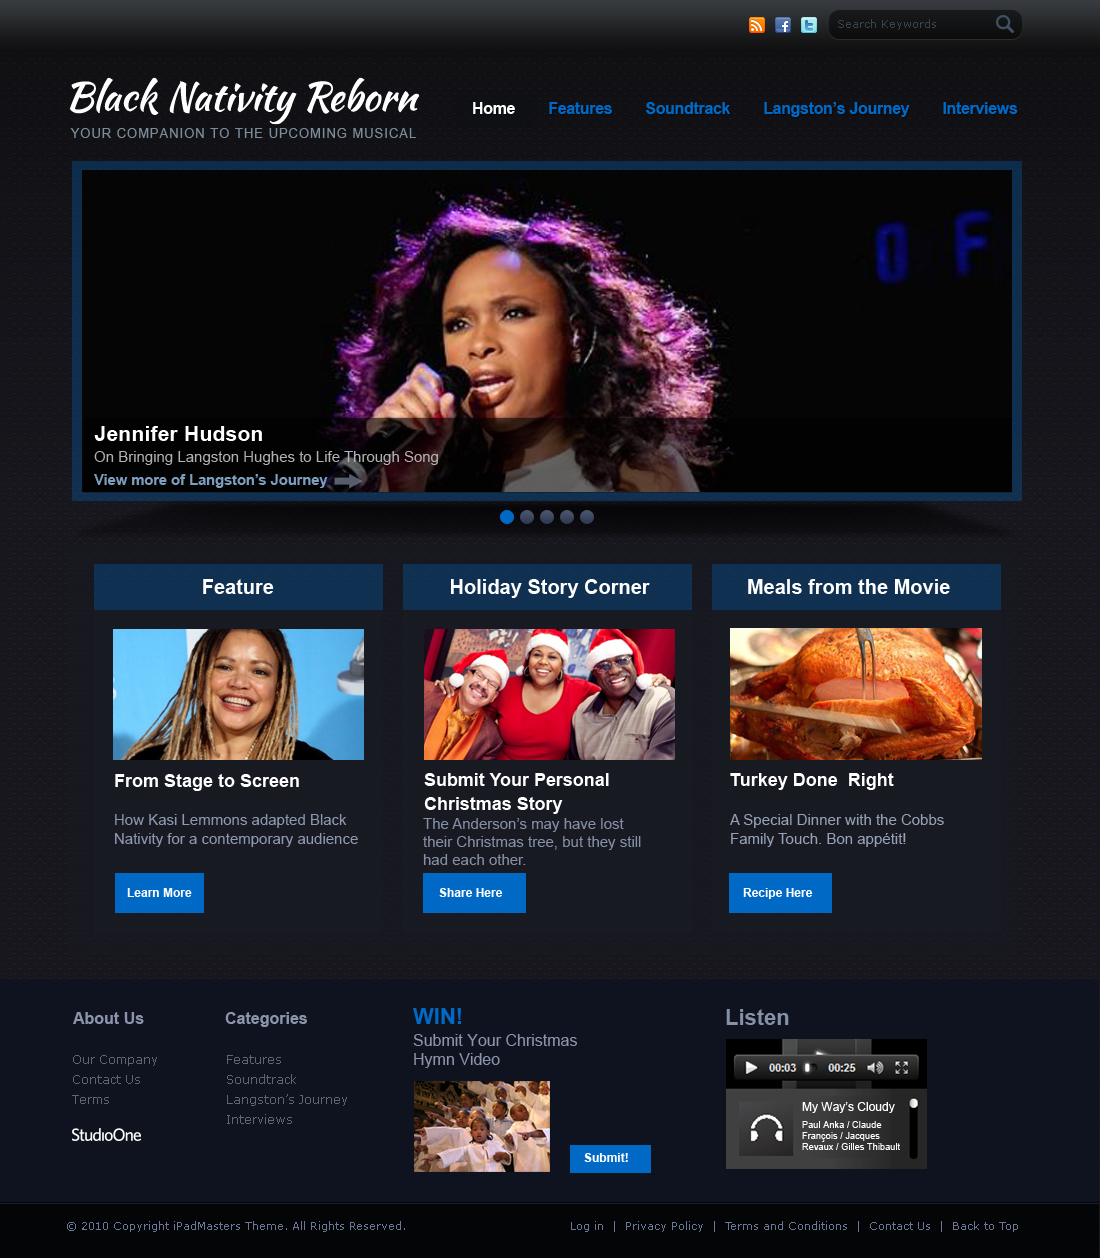 Search Keywords
Black Nativity Reborn
YOUR COMPANION TO THE UPCOMING MUSICAL
Home
Features
Soundtrack
Langston's Journey
Interviews
O F
Jennifer Hudson
On Bringing Langston Hughes to Life Through Song
View more of Langston's Journey
Feature
From Stage to Screen
How Kasi Lemmons adapted Black
Nativity for a contemporary audience
Learn More
Holiday Story Corner
Submit Your Personal
Christmas Story
The Anderson's may have lost
their Christmas tree, but they still
had each other.
Share Here
Meals from the Movie
Turkey Done  Right
A Special Dinner with the Cobbs
Family Touch. Bon appétit!
Recipe Here
About Us
Our Company
Contact Us
Terms
StudioOne
Categories
Features
Soundtrack
Langston's Journey
Interviews
WIN!
Submit Your Christmas
Hymn Video
Submit!
Listen
00:03 00:25
My Way's Cloudy
Paul Anka / Claude
François / Jacques
Revaux / Gilles Thibault
© 2010 Copyright iPadMasters Theme. All Rights Reserved.
Log in | Privacy Policy | Terms and Conditions | Contact Us | Back to Top